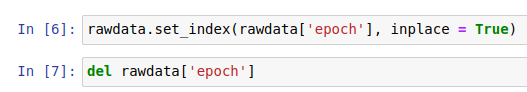 In [6]: rawdata.set_index(rawdata['epoch'], inplace = True)
In [7]: del rawdata['epoch']